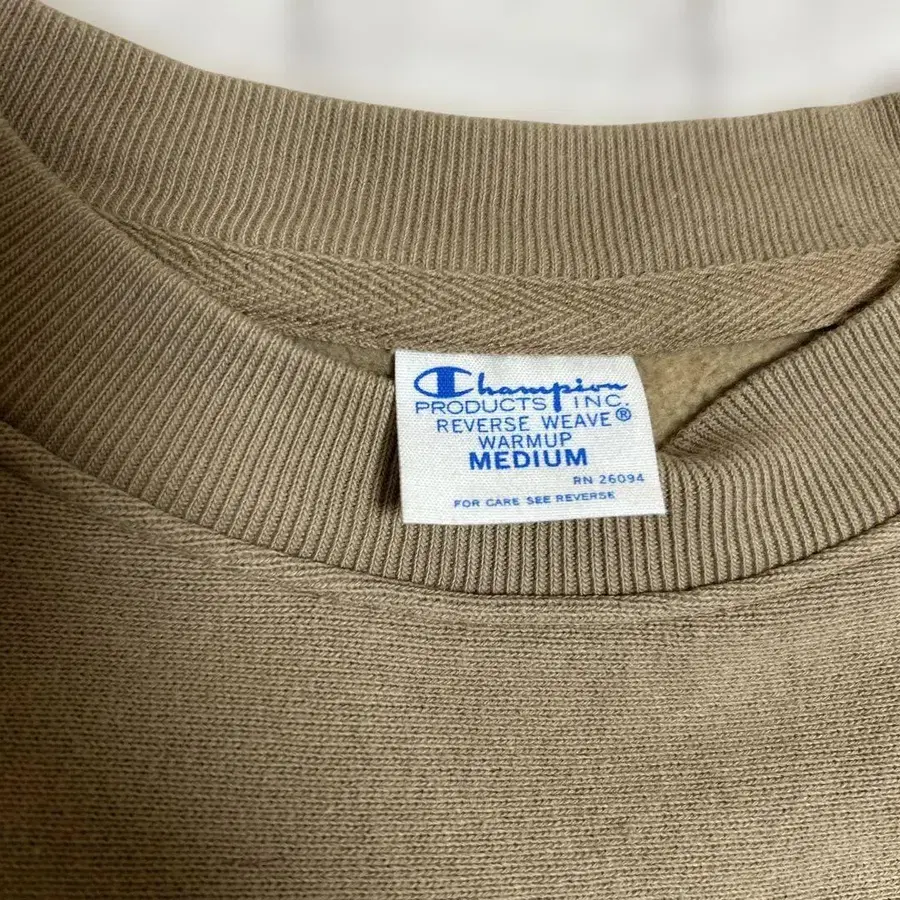 Champion
PRODUCTS INC.
REVERSE WEAVE®
WARMUP
MEDIUM
RN 26094
FOR CARE SEE REVERSE